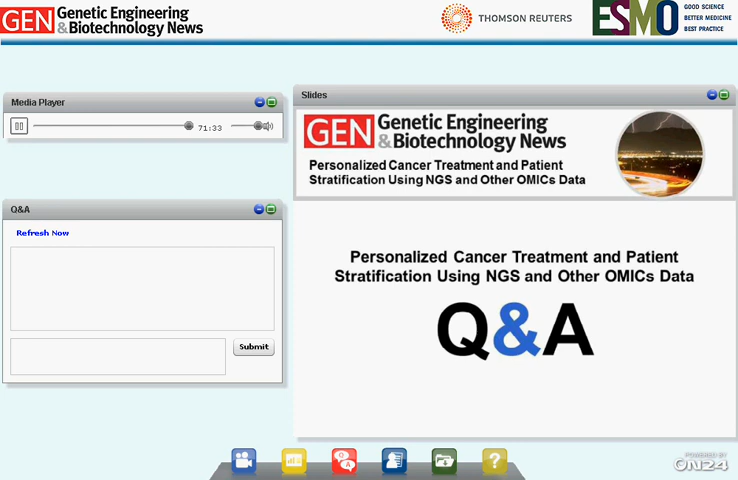 GEN Genetic Engineering
&Biotechnology News
THOMSON REUTERS
ESMO
GOOD SCIENCE
BETTER MEDICINE
BEST PRACTICE
Media Player
71:33
Q&A
Refresh Now
Submit
Slides
GEN Genetic Engineering
&Biotechnology News
Personalized Cancer Treatment and Patient
Stratification Using NGS and Other OMICs Data
Personalized Cancer Treatment and Patient
Stratification Using NGS and Other OMICs Data
Q&A
Q
A
?
POWERED BY
ON24